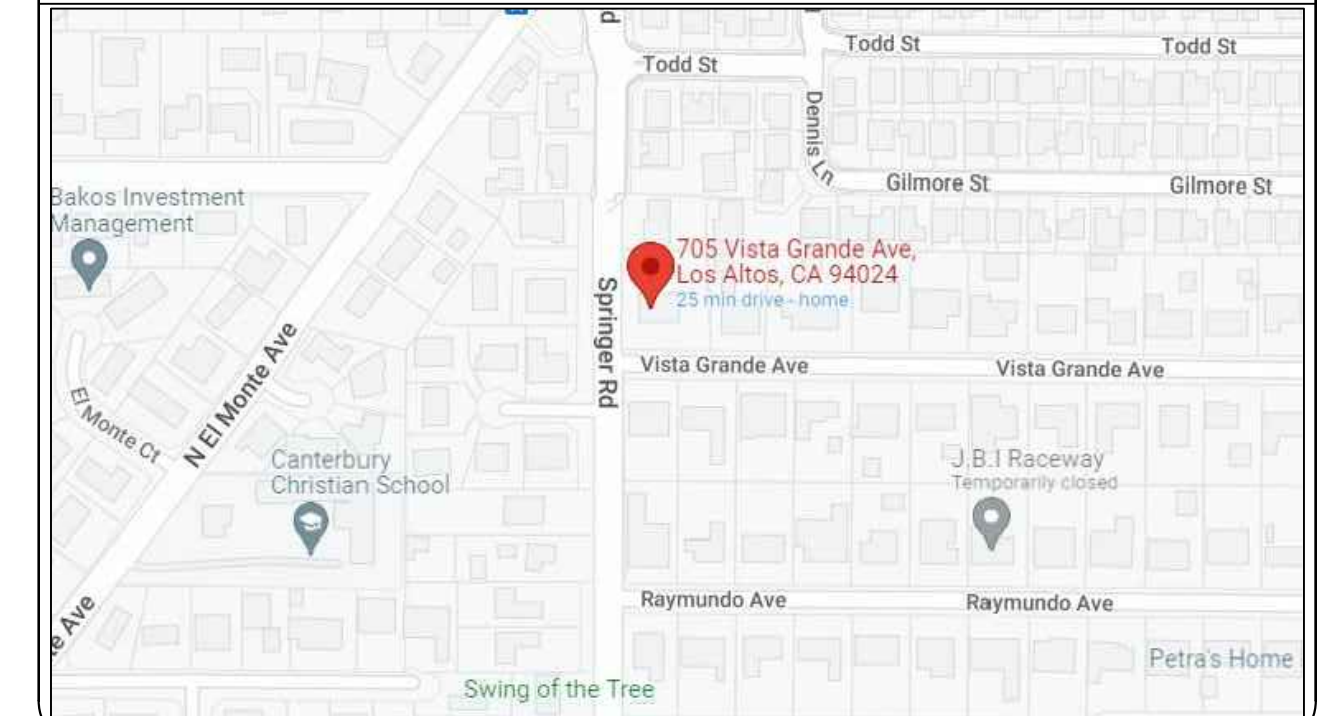 d
Todd St
Todd St
Todd St
Dennis Ln
Gilmore St
Gilmore St
Bakos Investment
Management
705 Vista Grande Ave,
Los Altos, CA 94024
25 min drive - home
Springer Rd
Vista Grande Ave
Vista Grande Ave
N El Monte Ave
El Monte Ct
Canterbury
Christian School
J.B.I Raceway
Temporarily closed
Raymundo Ave
Raymundo Ave
e Ave
Petra's Home
Swing of the Tree